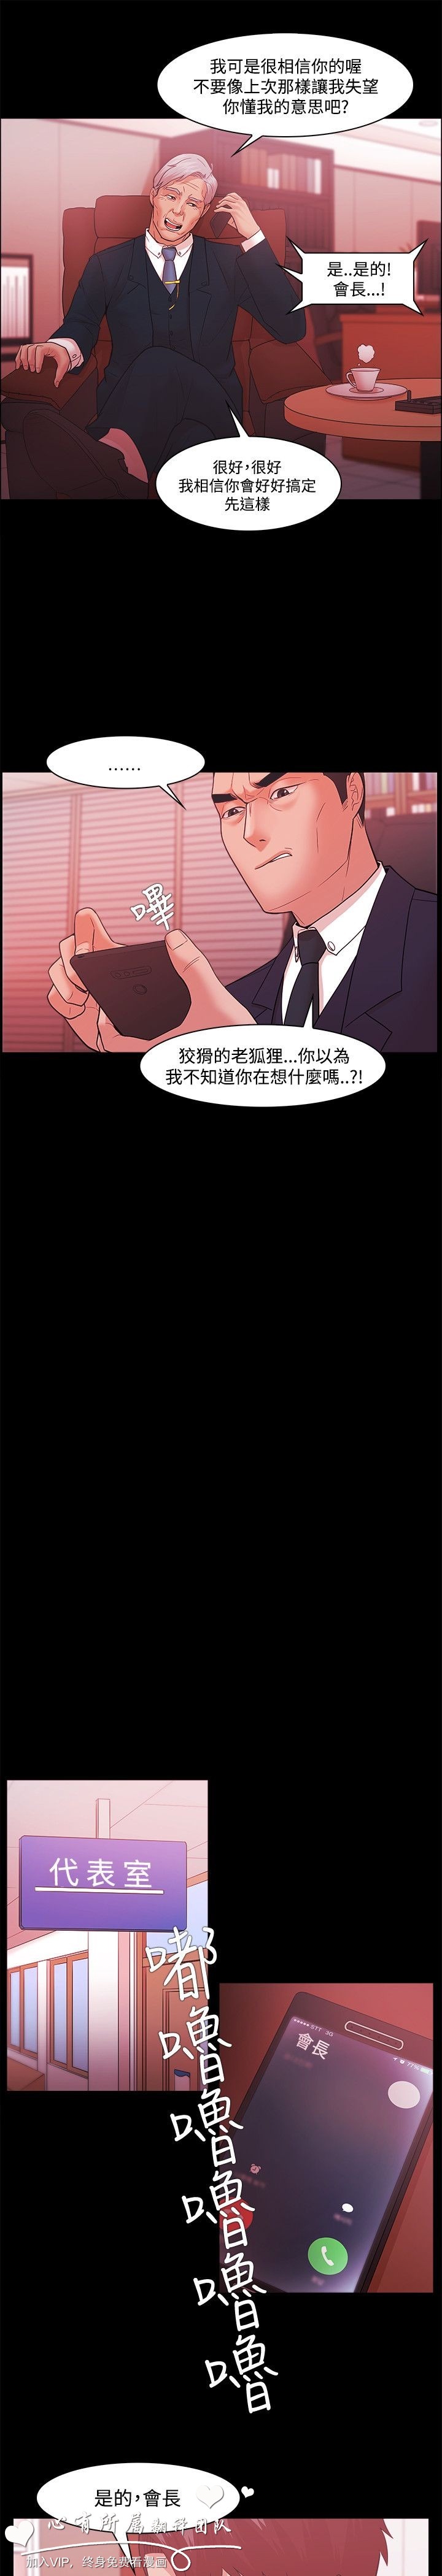 我可是很相信你的喔
不要像上次那樣讓我失望
你懂我的意思吧?
是..是的!
會長...!
很好,很好
我相信你會好好搞定
先這樣
......
嗶
狡猾的老狐狸...你以為
我不知道你在想什麼嗎..?!
代表室
嘟
嚕
嚕
嚕
嚕
嚕
STT 3G
77%
會長
是的,會長
心有所属翻译团队
加入VIP,终身免费看漫画